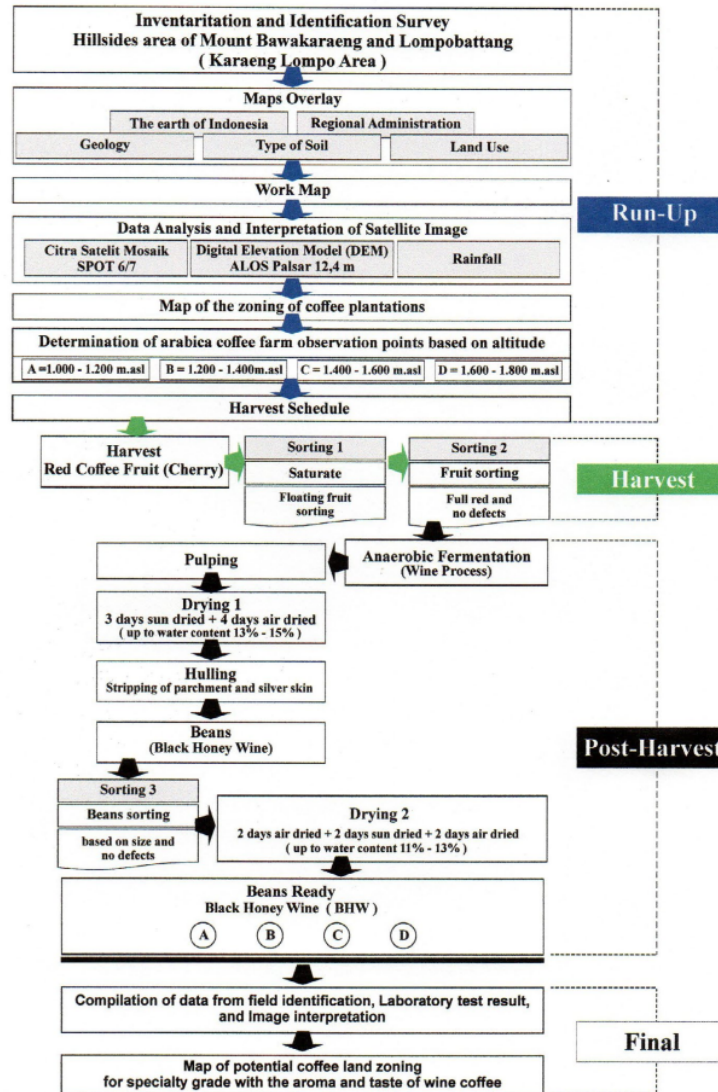 Inventaritation and Identification Survey
Hillsides area of Mount Bawakaraeng and Lompobattang
( Karaeng Lompo Area )
Maps Overlay
The earth of Indonesia
Regional Administration
Geology
Type of Soil
Land Use
Work Map
Run-Up
Data Analysis and Interpretation of Satellite Image
Citra Satelit Mosaik
SPOT 6/7
Digital Elevation Model (DEM)
ALOS Palsar 12,4 m
Rainfall
Map of the zoning of coffee plantations
Determination of arabica coffee farm observation points based on altitude
A =1.000 - 1.200 m.asl
B = 1.200 - 1.400m.asl
C = 1.400 - 1.600 m.asl
D = 1.600 - 1.800 m.asl
Harvest Schedule
Harvest
Red Coffee Fruit (Cherry)
Sorting 1
Saturate
Floating fruit
sorting
Sorting 2
Fruit sorting
Full red and
no defects
Harvest
Anaerobic Fermentation
(Wine Process)
Pulping
Drying 1
3 days sun dried + 4 days air dried
( up to water content 13% - 15% )
Hulling
Stripping of parchment and silver skin
Beans
(Black Honey Wine)
Post-Harvest
Sorting 3
Beans sorting
based on size and
no defects
Drying 2
2 days air dried + 2 days sun dried + 2 days air dried
( up to water content 11% - 13% )
Beans Ready
Black Honey Wine ( BHW )
A
B
C
D
Compilation of data from field identification, Laboratory test result,
and Image interpretation
Final
Map of potential coffee land zoning
for specialty grade with the aroma and taste of wine coffee